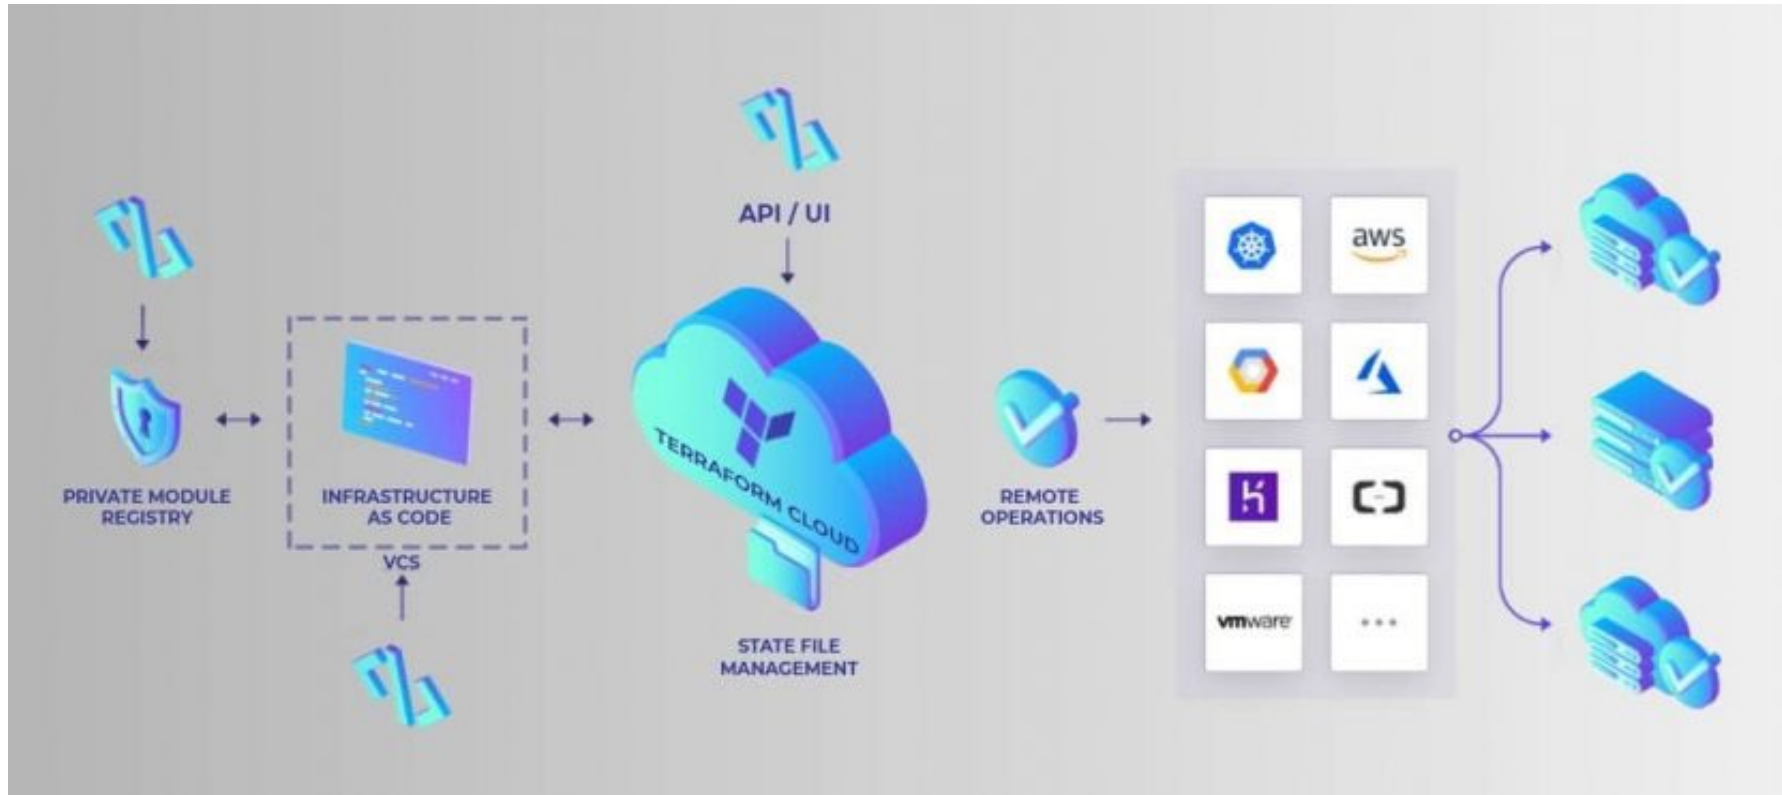 API / UI
PRIVATE MODULE
REGISTRY
INFRASTRUCTURE
AS CODE
VCS
TERRAFORM CLOUD
STATE FILE
MANAGEMENT
REMOTE
OPERATIONS
aws
vmware